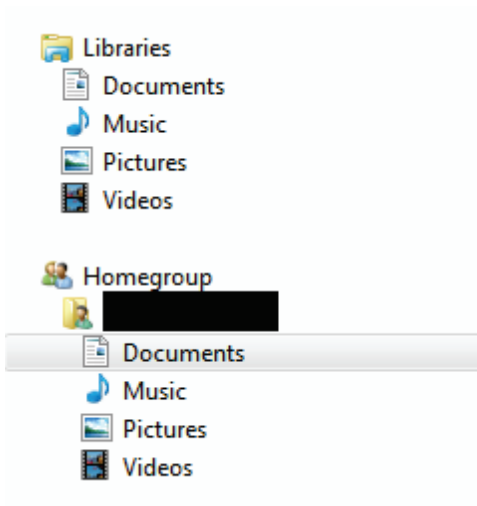 Libraries
Documents
Music
Pictures
Videos
Homegroup
Documents
Music
Pictures
Videos